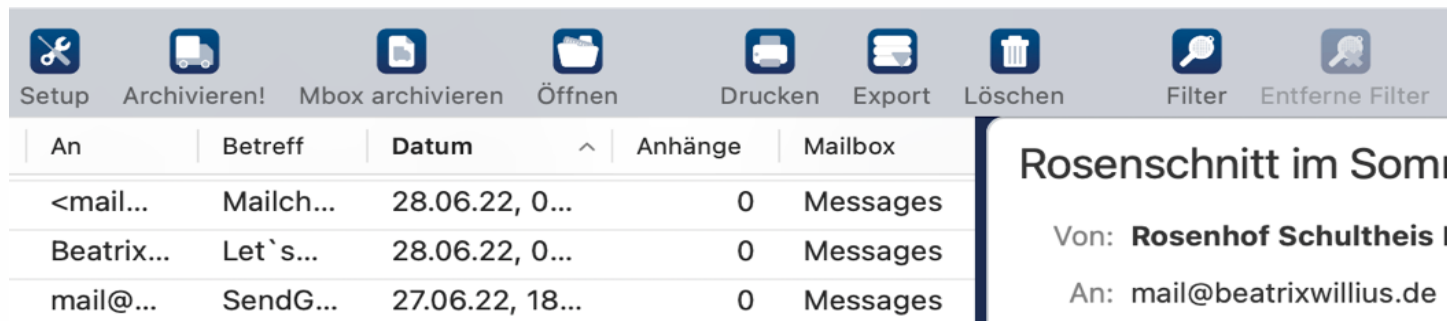 Setup Archivieren! Mbox archivieren Öffnen Drucken Export Löschen Filter Entferne Filter
An Betreff Datum Anhänge Mailbox
Rosenschnitt im Som
<mail... Mailch... 28.06.22, 0... 0 Messages
Von: Rosenhof Schultheis
Beatrix... Let`s... 28.06.22, 0... 0 Messages
An: mail@beatrixwillius.de
mail@... SendG... 27.06.22, 18... 0 Messages